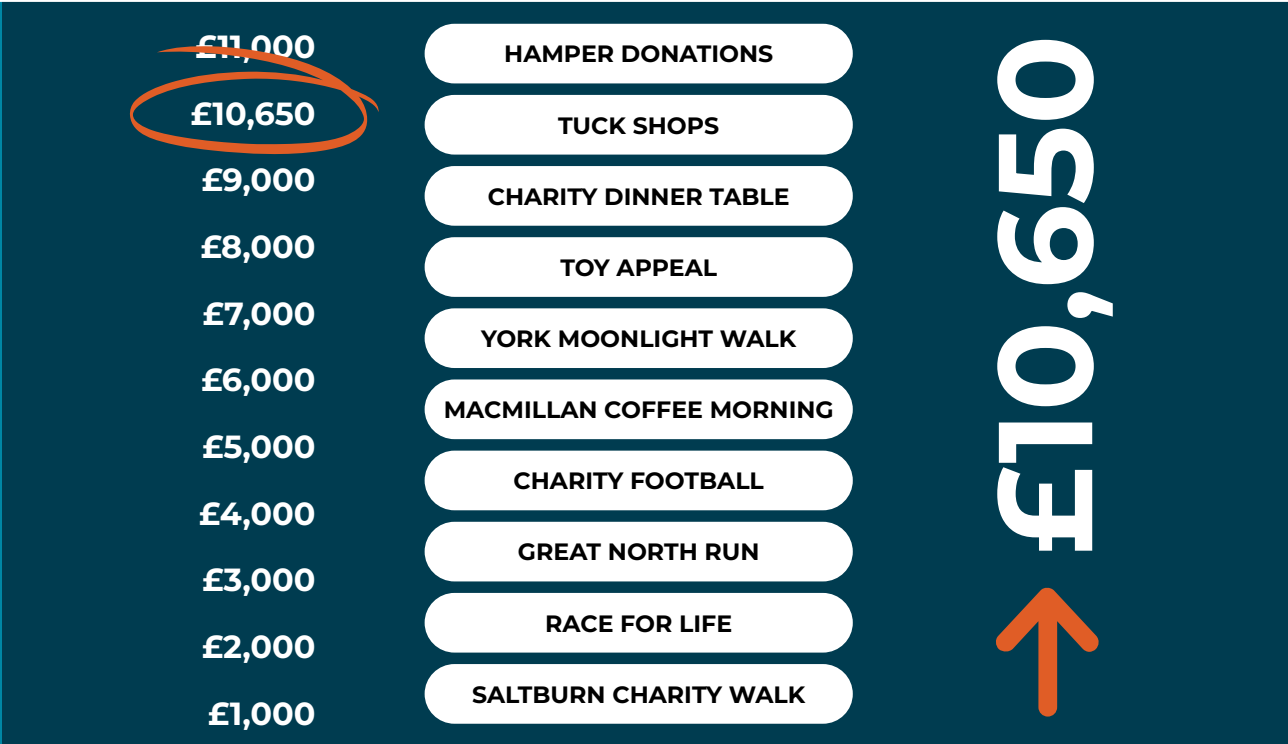 £11,000
£10,650
£9,000
£8,000
£7,000
£6,000
£5,000
£4,000
£3,000
£2,000
£1,000
HAMPER DONATIONS
TUCK SHOPS
CHARITY DINNER TABLE
TOY APPEAL
YORK MOONLIGHT WALK
MACMILLAN COFFEE MORNING
CHARITY FOOTBALL
GREAT NORTH RUN
RACE FOR LIFE
SALTBURN CHARITY WALK
£10,650